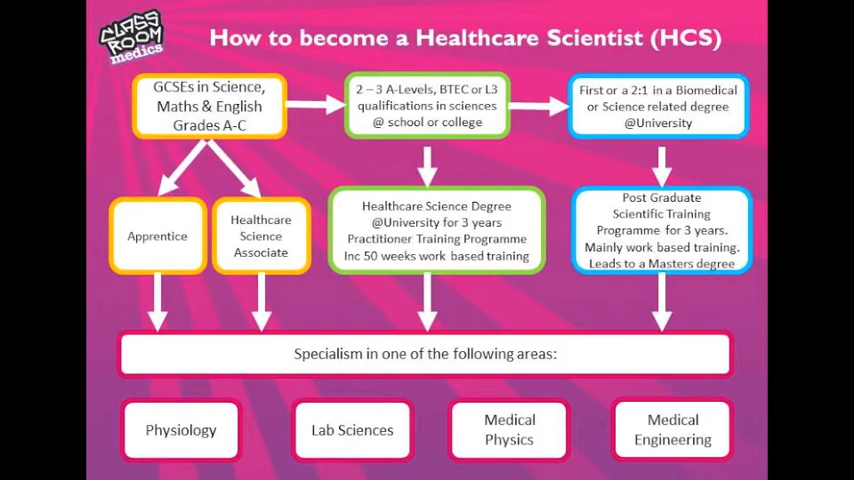 CLASS
ROOM
medics
How to become a Healthcare Scientist (HCS)
GCSEs in Science,
Maths & English
Grades A-C
2 – 3 A-Levels, BTEC or L3
qualifications in sciences
@ school or college
First or a 2:1 in a Biomedical
or Science related degree
@University
Apprentice
Healthcare
Science
Associate
Healthcare Science Degree
@University for 3 years
Practitioner Training Programme
Inc 50 weeks work based training
Post Graduate
Scientific Training
Programme for 3 years.
Mainly work based training.
Leads to a Masters degree
Specialism in one of the following areas:
Physiology
Lab Sciences
Medical
Physics
Medical
Engineering